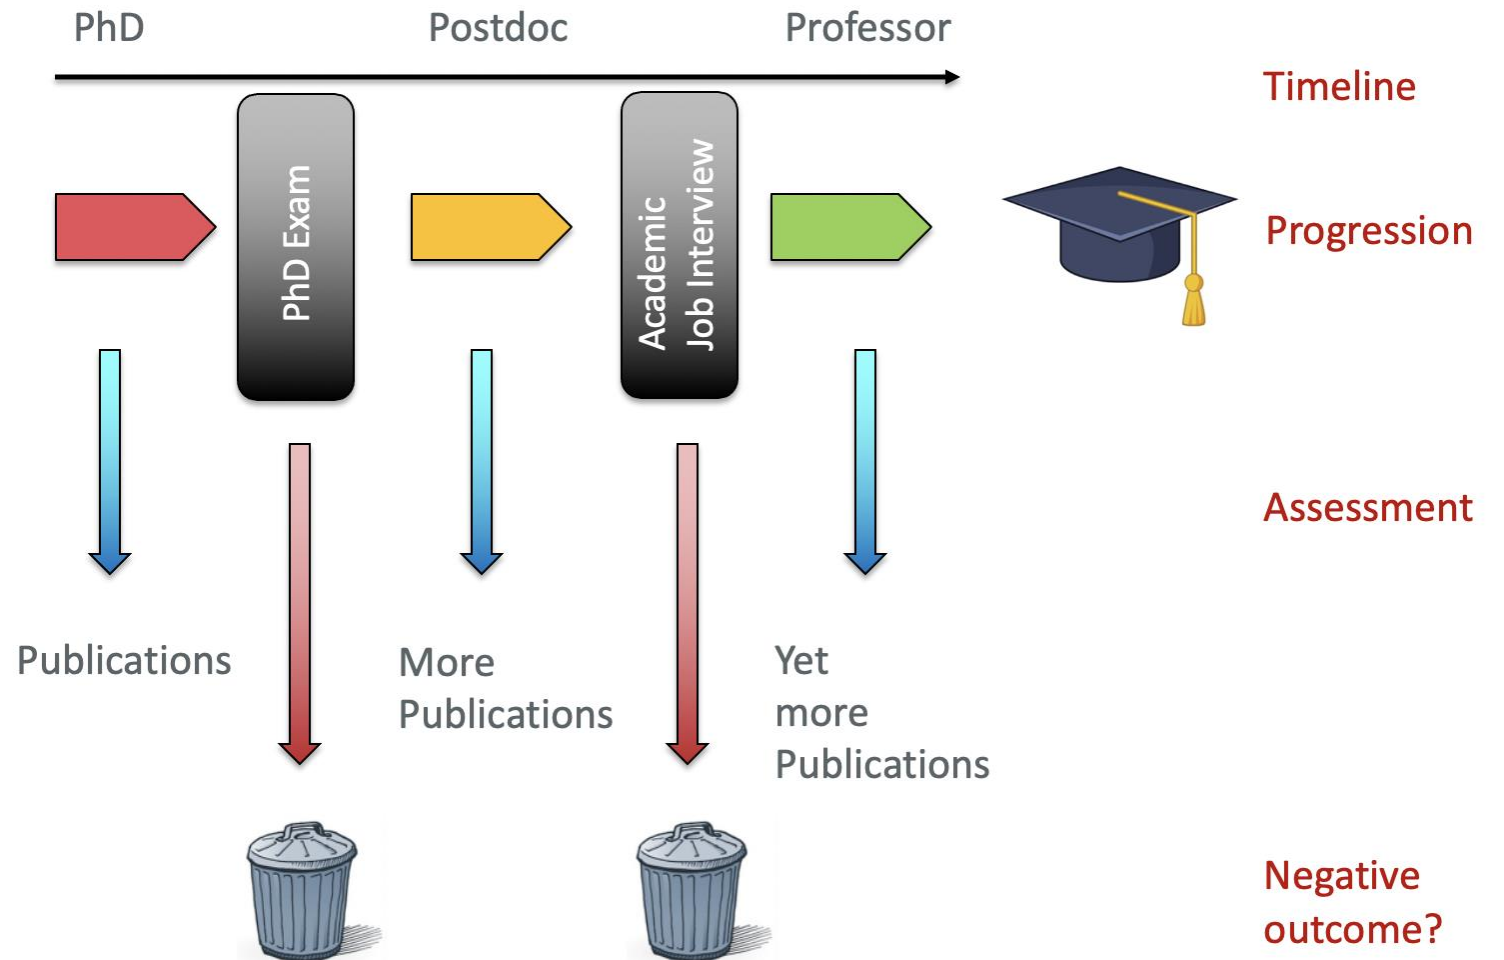 PhD
Postdoc
Professor
Timeline
PhD Exam
Academic
Job Interview
Progression
Assessment
Publications
More
Publications
Yet
more
Publications
Negative
outcome?